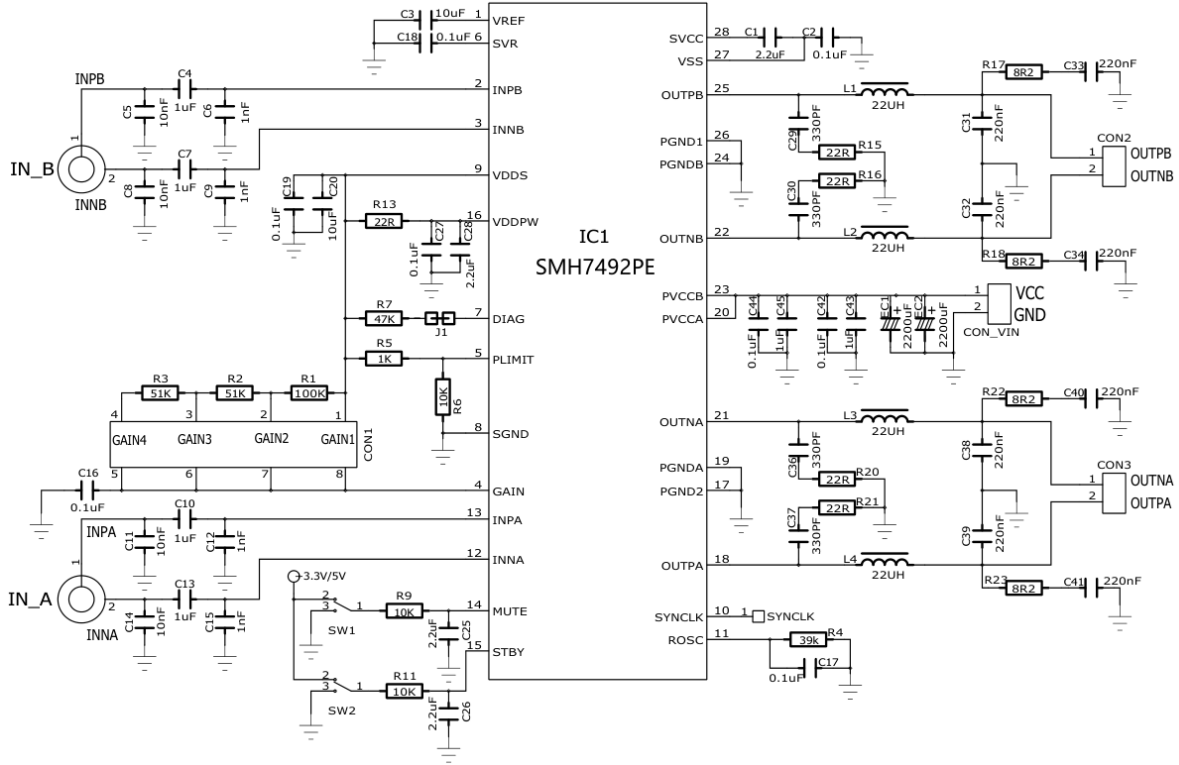 C3 10uF 1 VREF
C18 0.1uF 6 SVR
INPB C4 1uF 2 INPB
C5 10nF C6 1nF
1
3 INNB
IN_B 2 C7 1uF
INNB C8 10nF C9 1nF
9 VDDS
C19 0.1uF C20 10uF
R13 22R 16 VDDPW
C27 0.1uF C28 2.2uF
IC1
SMH7492PE
R7 47K J1 7 DIAG
R5 1K 5 PLIMIT
R6 10K
R3 51K R2 51K R1 100K
4 3 2 1
GAIN4 GAIN3 GAIN2 GAIN1 CON1
5 6 7 8
8 SGND
C16 0.1uF 4 GAIN
INPA C10 1uF 13 INPA
C11 10nF C12 1nF
1
12 INNA
IN_A 2 C13 1uF
INNA C14 10nF C15 1nF
+3.3V/5V
2 3 1 SW1 R9 10K 14 MUTE
2.2uF C25
15 STBY
2 3 1 SW2 R11 10K
2.2uF C26
SVCC 28 C1 2.2uF C2 0.1uF
VSS 27
OUTPB 25 L1 22UH
R17 8R2 C33 220nF
C29 330PF R15 22R
C31 220nF
PGND1 26
PGNDB 24
C30 330PF R16 22R
C32 220nF
CON2
1 OUTPB
2 OUTNB
OUTNB 22 L2 22UH
R18 8R2 C34 220nF
PVCCB 23
PVCCA 20
C44 0.1uF C45 1uF C42 0.1uF C43 1uF EC1 2200uF EC2 2200uF
1 VCC
2 GND
CON_VIN
OUTNA 21 L3 22UH
R22 8R2 C40 220nF
C36 330PF R20 22R
C38 220nF
PGNDA 19
PGND2 17
C37 330PF R21 22R
C39 220nF
CON3
1 OUTNA
2 OUTPA
OUTPA 18 L4 22UH
R23 8R2 C41 220nF
SYNCLK 10 1 SYNCLK
ROSC 11 R4 39k
0.1uF C17